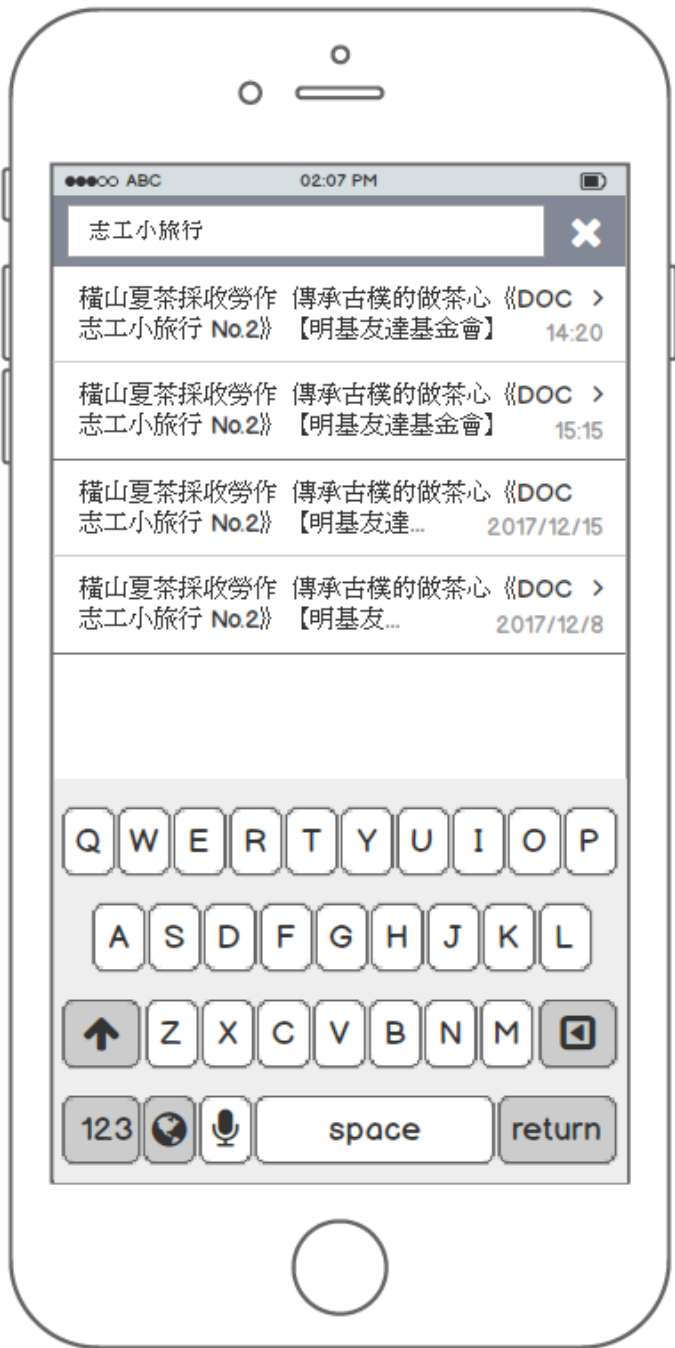 ABC 02:07 PM
志工小旅行
橫山夏茶採收勞作 傳承古樸的做茶心《DOC >
志工小旅行 No.2》【明基友達基金會】 14:20
橫山夏茶採收勞作 傳承古樸的做茶心《DOC >
志工小旅行 No.2》【明基友達基金會】 15:15
橫山夏茶採收勞作 傳承古樸的做茶心《DOC
志工小旅行 No.2》【明基友達... 2017/12/15
橫山夏茶採收勞作 傳承古樸的做茶心《DOC >
志工小旅行 No.2》【明基友... 2017/12/8
Q W E R T Y U I O P
A S D F G H J K L
Z X C V B N M
123 space return